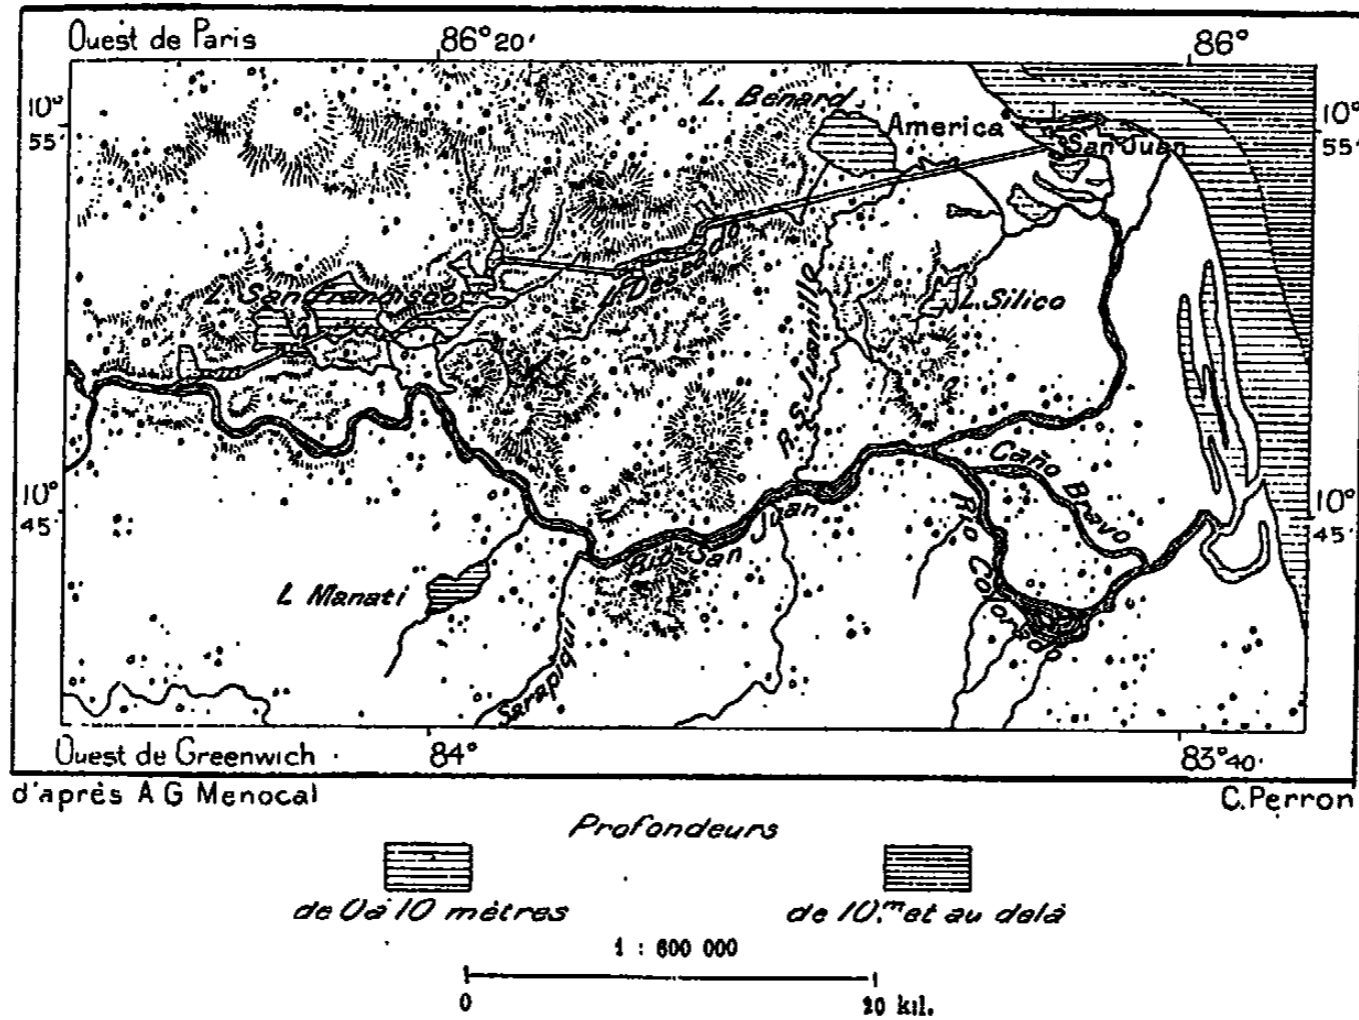 Ouest de Paris
86° 20'
86°
10° 55'
10° 55'
L. Bénard
America
San Juan
L. San Francisco
Deseado
R. S. Juanillo
L. Silico
10° 45'
10° 45'
Caño Bravo
Rio Colorado
Rio San Juan
L Manati
Sarapiqui
Ouest de Greenwich
84°
83° 40'
d'après A G Menocal
C. Perron
Profondeurs
de 0 à 10 mètres
de 10.m et au delà
1 : 600 000
0
20 kil.